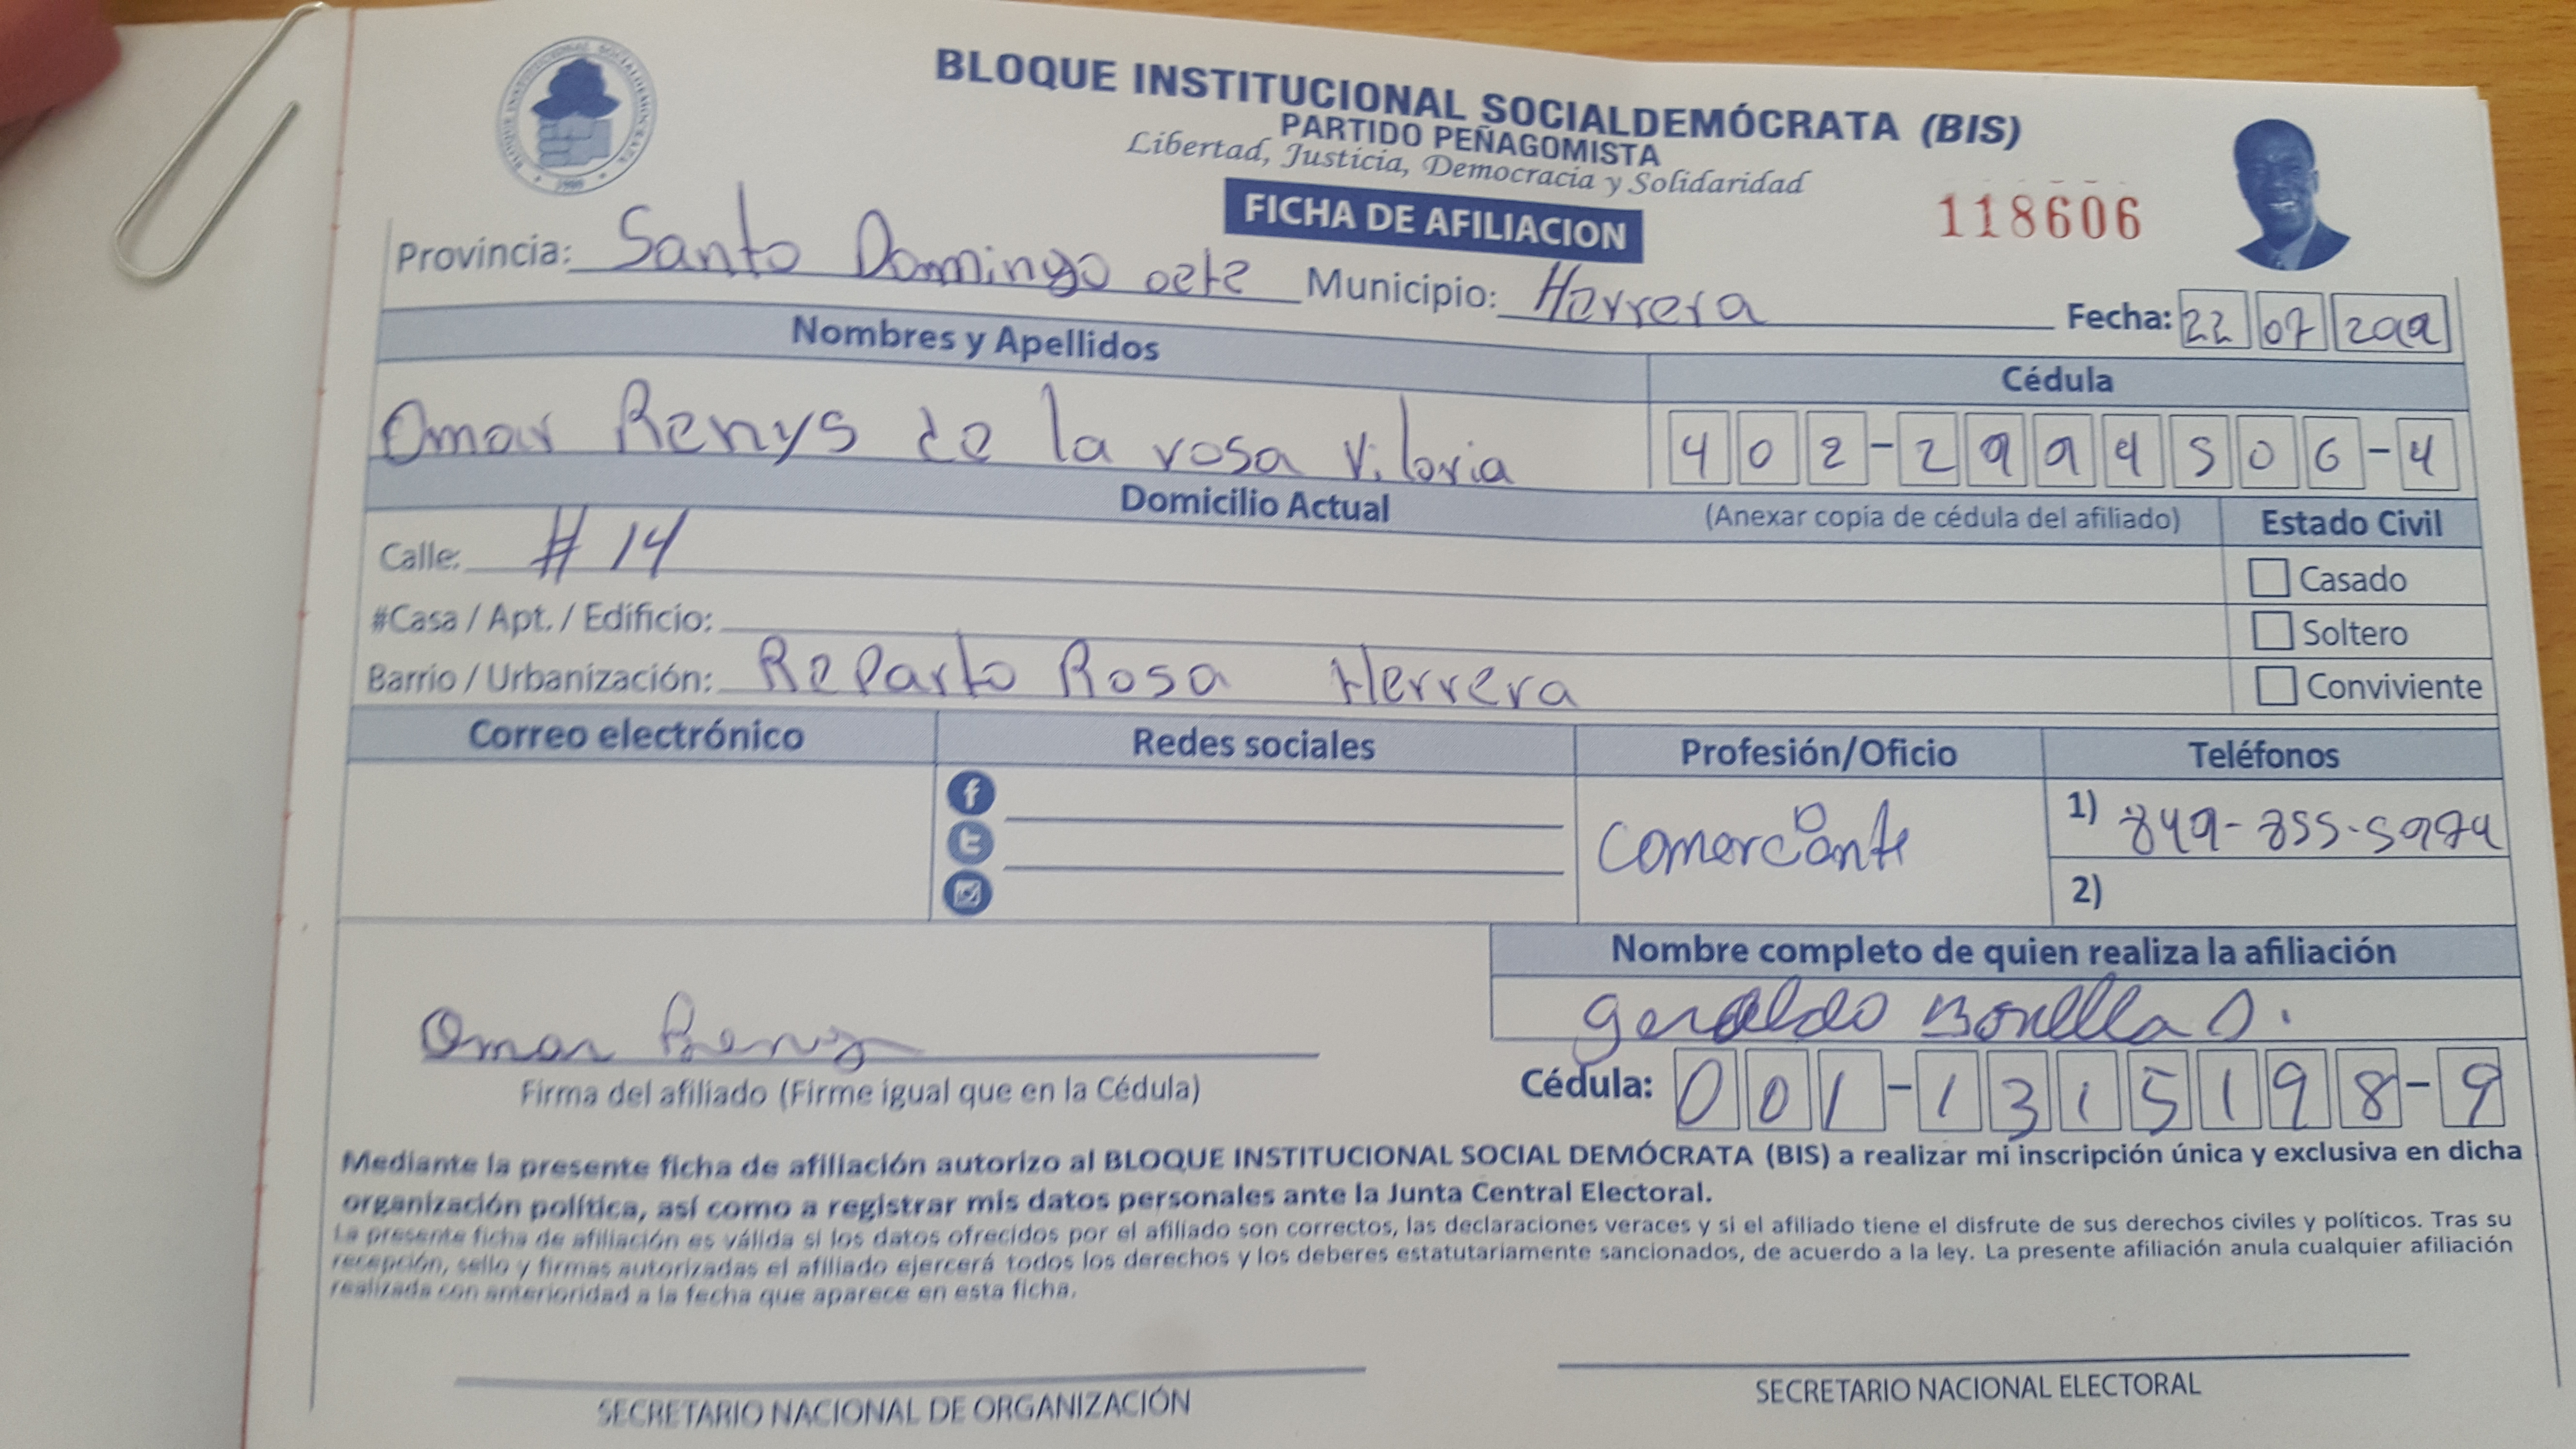 BLOQUE INSTITUCIONAL SOCIALDEMÓCRATA (BIS)
PARTIDO PEÑAGOMISTA
Libertad, Justicia, Democracia y Solidaridad
FICHA DE AFILIACION
118606
BLOQUE INSTITUCIONAL SOCIALDEMOCRATA
Provincia: Santo Domingo oete Municipio: Herrera Fecha: 22 07
Nombres y Apellidos Cédula
Omar Renys de la rosa Viloria 402-2994506-4
Domicilio Actual (Anexar copia de cédula del afiliado) Estado Civil
Calle: # 14
Casado
#Casa / Apt. / Edificio:
Soltero
Barrio / Urbanización: Reparto Rosa Herrera
Conviviente
Correo electrónico Redes sociales Profesión/Oficio Teléfonos
Comerciante
1) 849-855-5974
2)
Nombre completo de quien realiza la afiliación
geraldo Bonilla D.
Omar Renys
Firma del afiliado (Firme igual que en la Cédula)
Cédula: 001-1315198-9
Mediante la presente ficha de afiliación autorizo al BLOQUE INSTITUCIONAL SOCIAL DEMÓCRATA (BIS) a realizar mi inscripción única y exclusiva en dicha
organización política, así como a registrar mis datos personales ante la Junta Central Electoral.
La presente ficha de afiliación es válida si los datos ofrecidos por el afiliado son correctos, las declaraciones veraces y si el afiliado tiene el disfrute de sus derechos civiles y políticos. Tras su
recepción, sello y firmas autorizadas el afiliado ejercerá todos los derechos y los deberes estatutariamente sancionados, de acuerdo a la ley. La presente afiliación anula cualquier afiliación
realizada con anterioridad a la fecha que aparece en esta ficha.
SECRETARIO NACIONAL DE ORGANIZACIÓN
SECRETARIO NACIONAL ELECTORAL